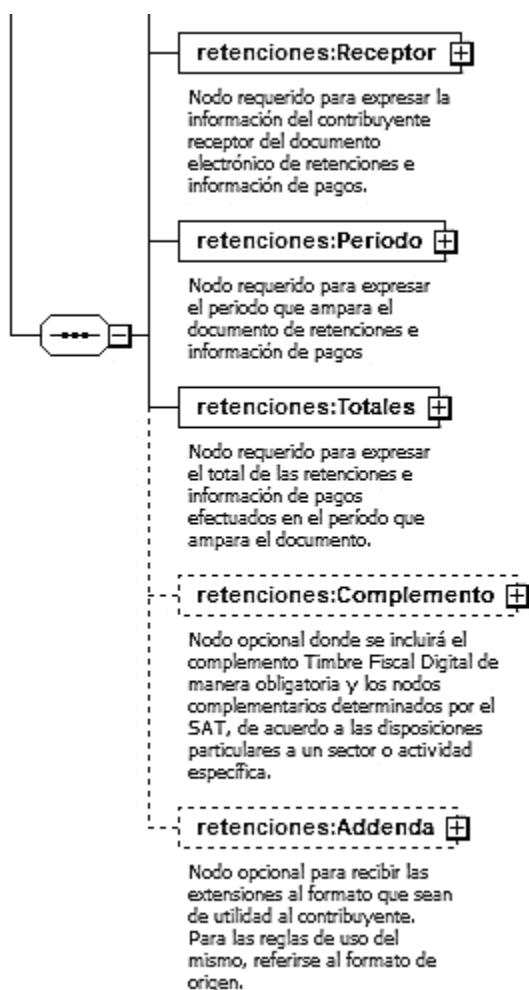 retenciones:Receptor
Nodo requerido para expresar la
información del contribuyente
receptor del documento
electrónico de retenciones e
información de pagos.
retenciones:Periodo
Nodo requerido para expresar
el periodo que ampara el
documento de retenciones e
información de pagos
retenciones:Totales
Nodo requerido para expresar
el total de las retenciones e
información de pagos
efectuados en el período que
ampara el documento.
retenciones:Complemento
Nodo opcional donde se incluirá el
complemento Timbre Fiscal Digital de
manera obligatoria y los nodos
complementarios determinados por el
SAT, de acuerdo a las disposiciones
particulares a un sector o actividad
específica.
retenciones:Addenda
Nodo opcional para recibir las
extensiones al formato que sean
de utilidad al contribuyente.
Para las reglas de uso del
mismo, referirse al formato de
origen.